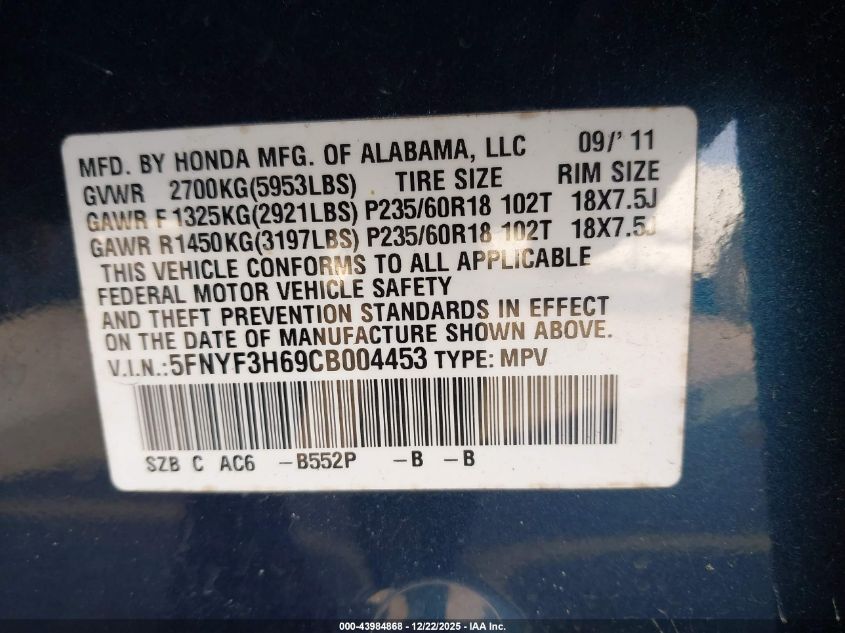 MFD. BY HONDA MFG. OF ALABAMA, LLC 09/' 11
GVWR 2700KG(5953LBS) TIRE SIZE RIM SIZE
GAWR F 1325KG(2921LBS) P235/60R18 102T 18X7.5J
GAWR R1450KG(3197LBS) P235/60R18 102T 18X7.5J
THIS VEHICLE CONFORMS TO ALL APPLICABLE
FEDERAL MOTOR VEHICLE SAFETY
AND THEFT PREVENTION STANDARDS IN EFFECT
ON THE DATE OF MANUFACTURE SHOWN ABOVE.
V.I.N.:5FNYF3H69CB004453 TYPE: MPV
SZB C AC6 -B552P -B -B
000-43984868 - 12/22/2025 - IAA Inc.